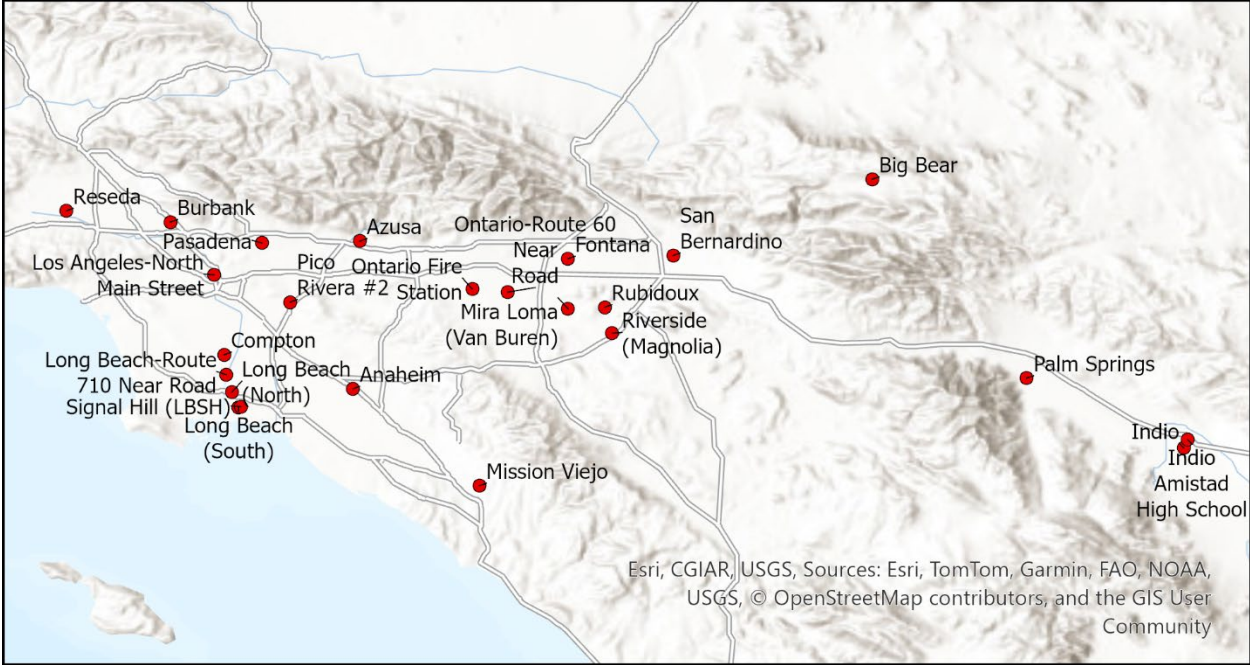 Big Bear
Reseda
Burbank
Pasadena
Azusa
Ontario-Route 60
Near
Road
Fontana
San
Bernardino
Los Angeles-North
Main Street
Pico
Rivera #2
Ontario Fire
Station
Mira Loma
(Van Buren)
Rubidoux
Riverside
(Magnolia)
Compton
Long Beach-Route
710 Near Road
Long Beach
(North)
Signal Hill (LBSH)
Long Beach
(South)
Anaheim
Palm Springs
Indio
Indio
Amistad
High School
Mission Viejo
Esri, CGIAR, USGS, Sources: Esri, TomTom, Garmin, FAO, NOAA,
USGS, © OpenStreetMap contributors, and the GIS User
Community